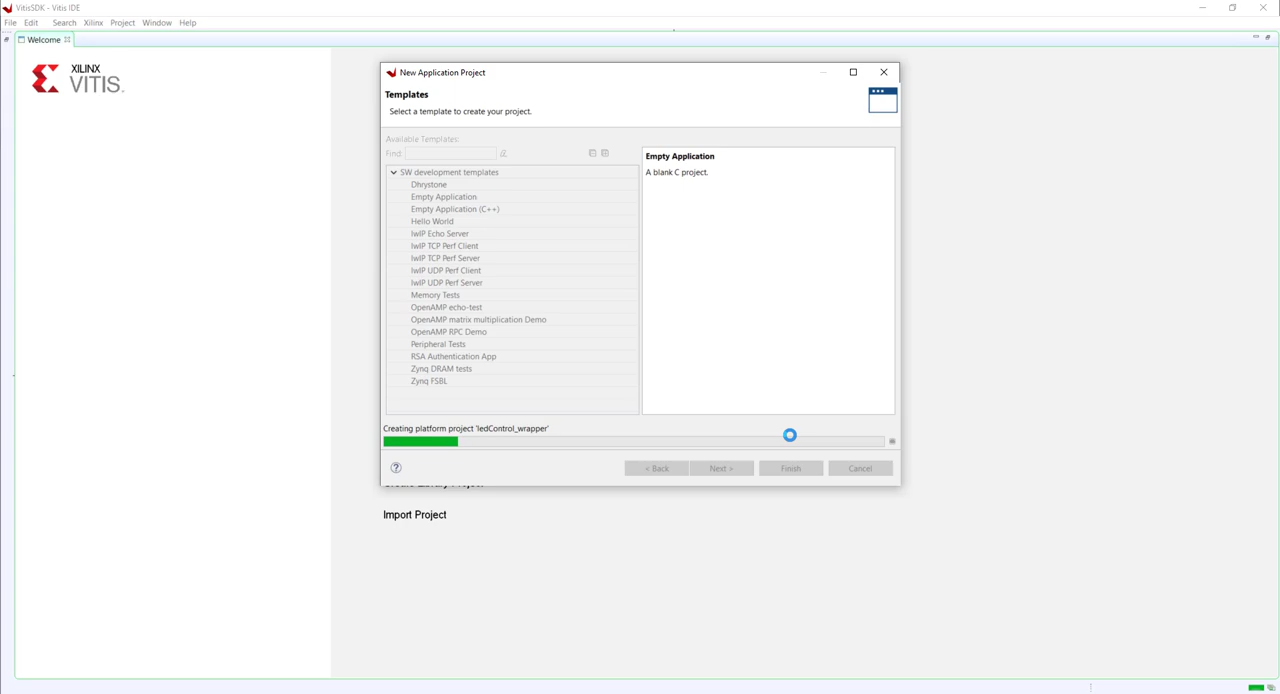 VitisSDK - Vitis IDE
File Edit Search Xilinx Project Window Help
Welcome
XILINX
VITIS
New Application Project
Templates
Select a template to create your project.
Available Templates:
Find:
SW development templates
Dhrystone
Empty Application
Empty Application (C++)
Hello World
lwIP Echo Server
lwIP TCP Perf Client
lwIP TCP Perf Server
lwIP UDP Perf Client
lwIP UDP Perf Server
Memory Tests
OpenAMP echo-test
OpenAMP matrix multiplication Demo
OpenAMP RPC Demo
Peripheral Tests
RSA Authentication App
Zynq DRAM tests
Zynq FSBL
Empty Application
A blank C project.
Creating platform project 'ledControl_wrapper'
< Back Next > Finish Cancel
Create Library Project
Import Project